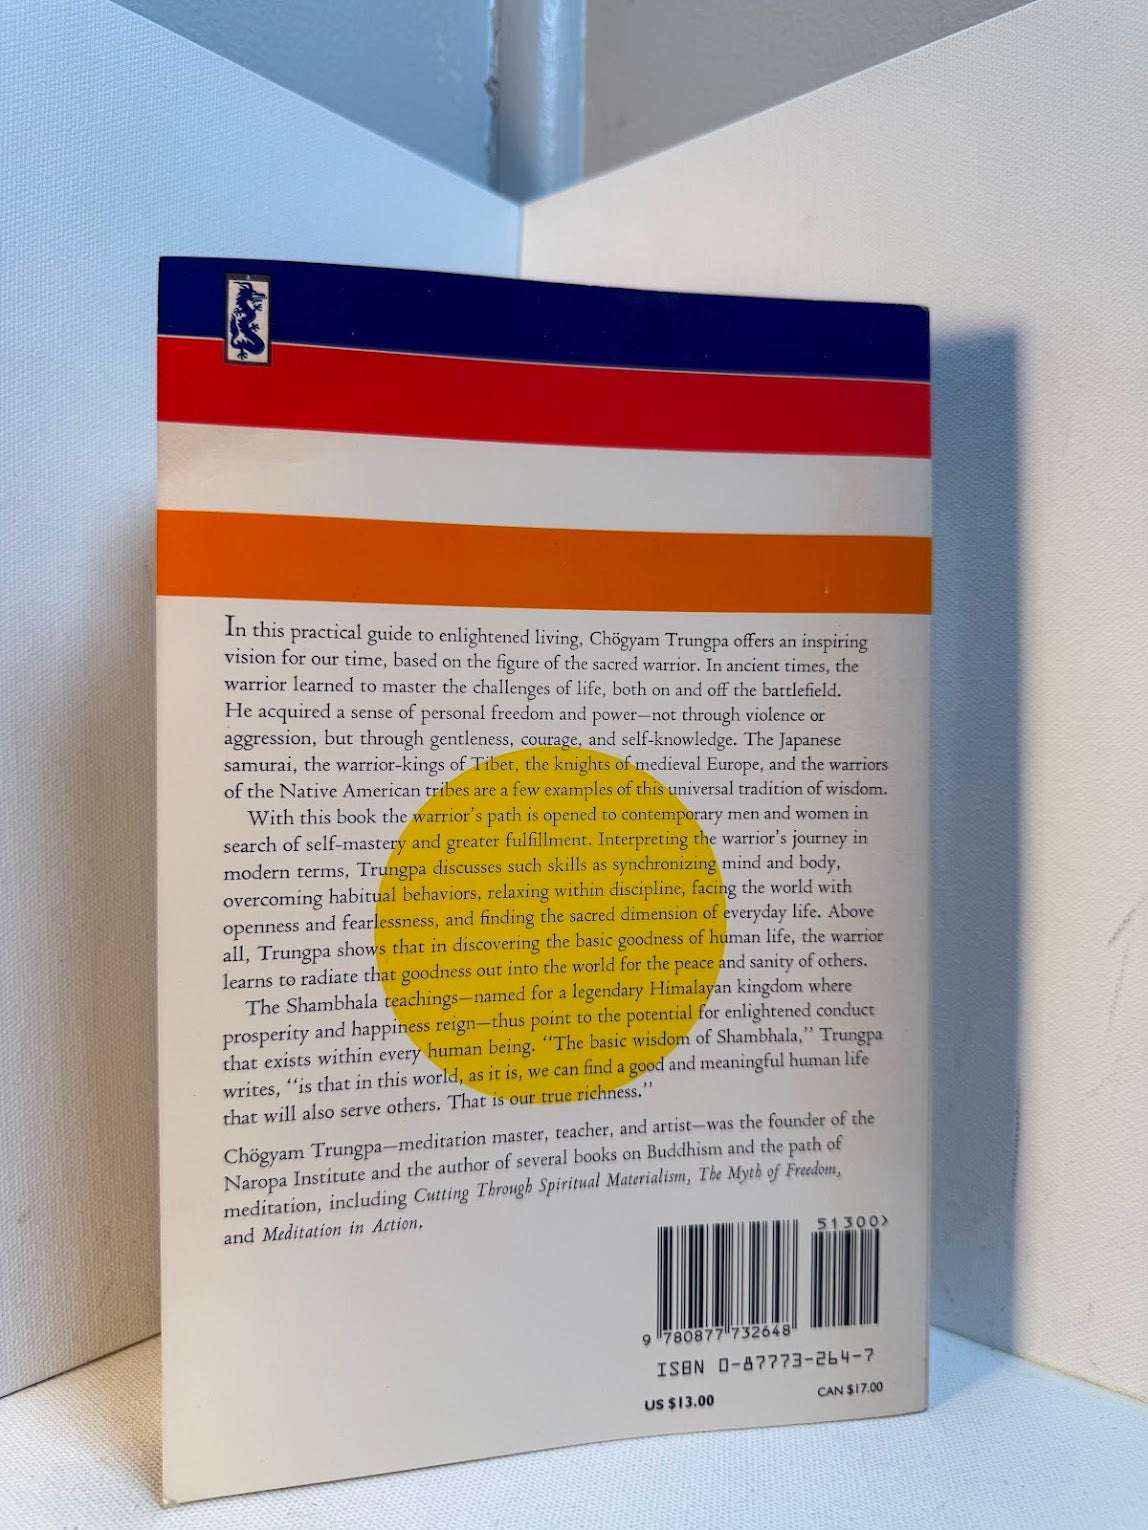 In this practical guide to enlightened living, Chögyam Trungpa offers an inspiring
vision for our time, based on the figure of the sacred warrior. In ancient times, the
warrior learned to master the challenges of life, both on and off the battlefield.
He acquired a sense of personal freedom and power—not through violence or
aggression, but through gentleness, courage, and self-knowledge. The Japanese
samurai, the warrior-kings of Tibet, the knights of medieval Europe, and the warriors
of the Native American tribes are a few examples of this universal tradition of wisdom.
With this book the warrior's path is opened to contemporary men and women in
search of self-mastery and greater fulfillment. Interpreting the warrior's journey in
modern terms, Trungpa discusses such skills as synchronizing mind and body,
overcoming habitual behaviors, relaxing within discipline, facing the world with
openness and fearlessness, and finding the sacred dimension of everyday life. Above
all, Trungpa shows that in discovering the basic goodness of human life, the warrior
learns to radiate that goodness out into the world for the peace and sanity of others.
The Shambhala teachings—named for a legendary Himalayan kingdom where
prosperity and happiness reign—thus point to the potential for enlightened conduct
that exists within every human being. "The basic wisdom of Shambhala," Trungpa
writes, "is that in this world, as it is, we can find a good and meaningful human life
that will also serve others. That is our true richness."
Chögyam Trungpa—meditation master, teacher, and artist—was the founder of the
Naropa Institute and the author of several books on Buddhism and the path of
meditation, including Cutting Through Spiritual Materialism, The Myth of Freedom,
and Meditation in Action.
51300>
9 780877 732648
ISBN 0-87773-264-7
US $13.00 CAN $17.00